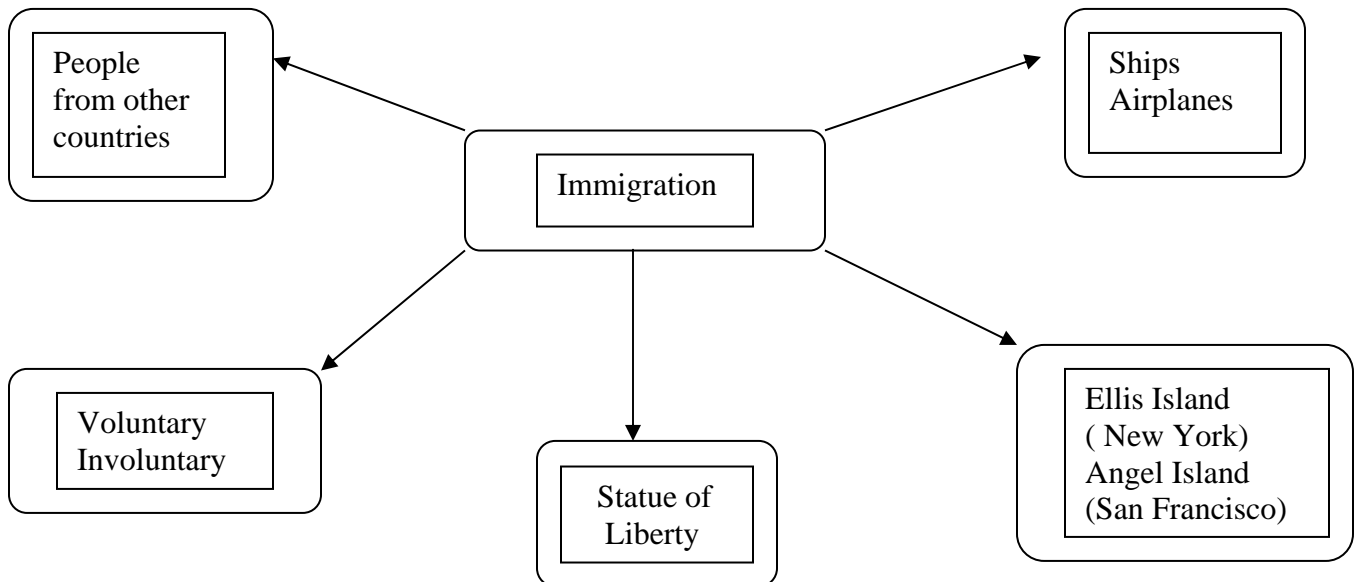 People
from other
countries
Ships
Airplanes
Immigration
Voluntary
Involuntary
Statue of
Liberty
Ellis Island
( New York)
Angel Island
(San Francisco)